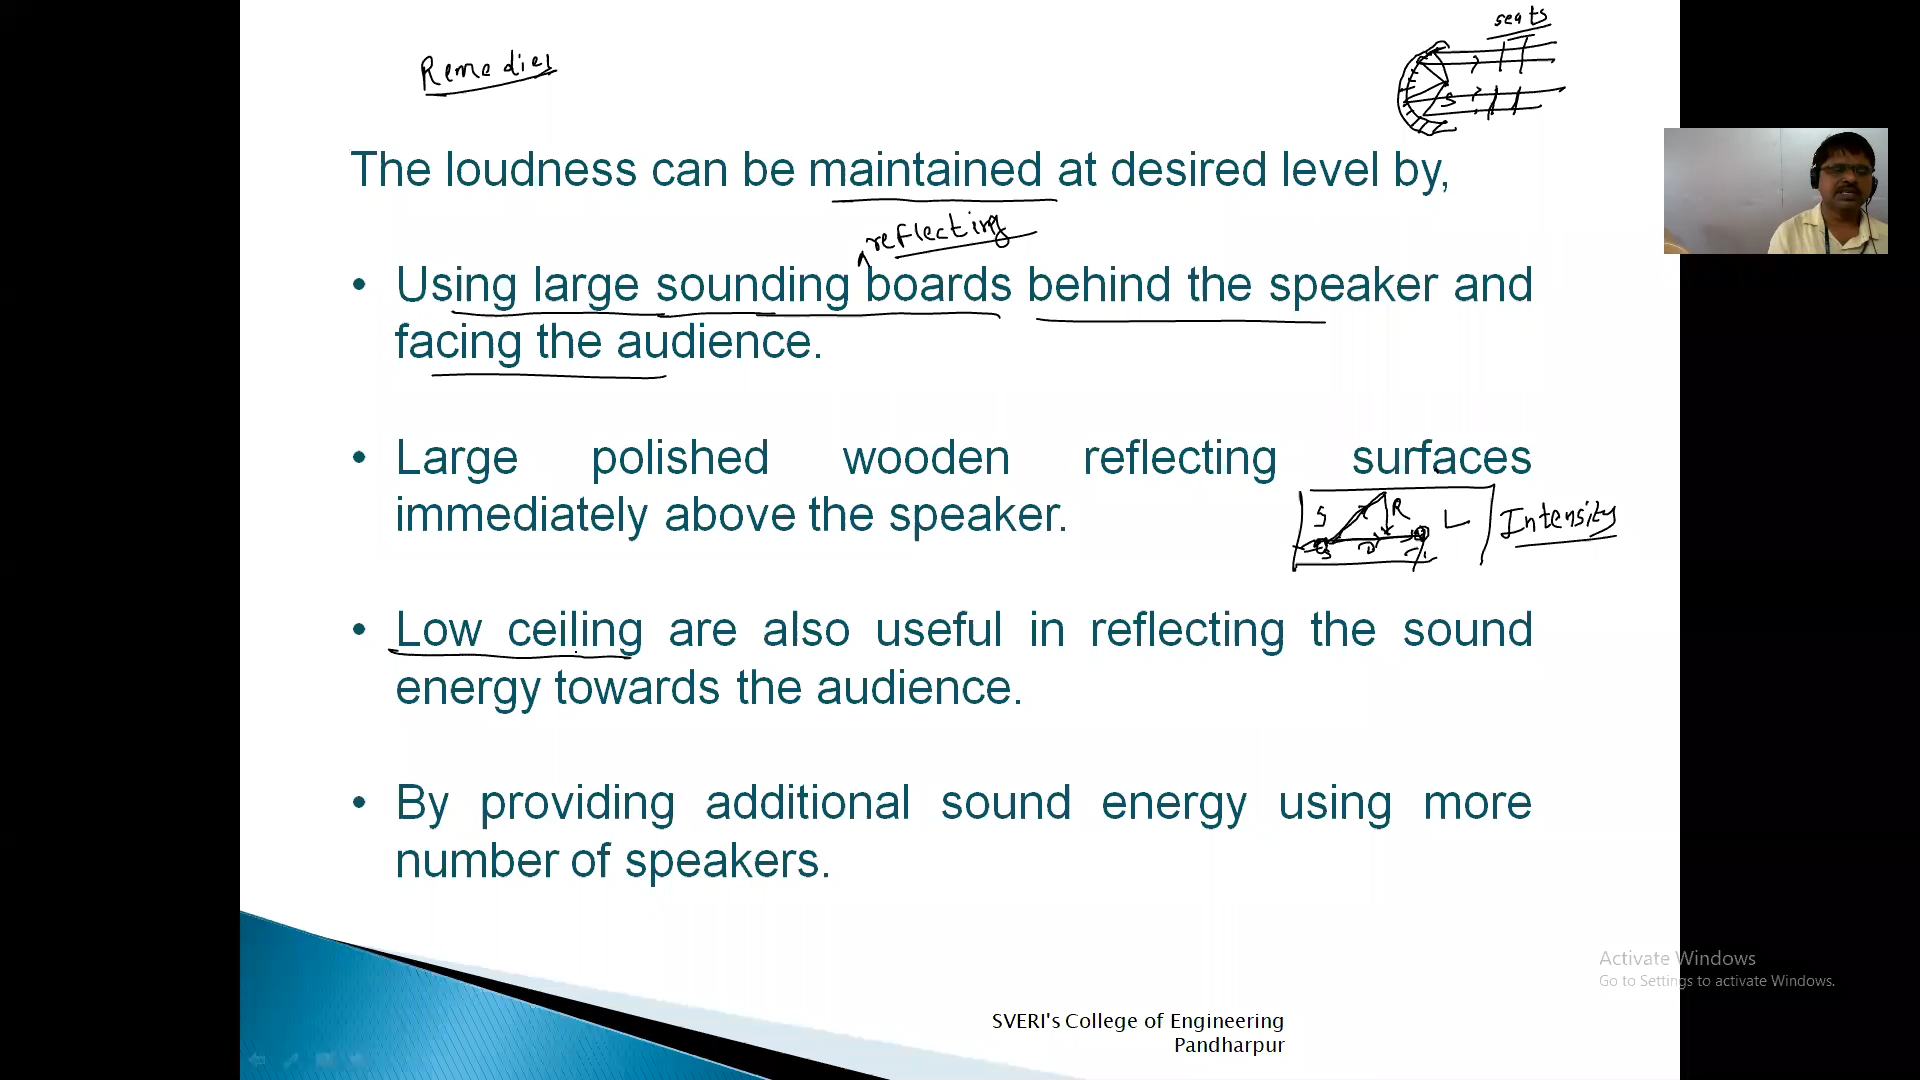 seats
Remedies
S
The loudness can be maintained at desired level by,
reflecting
• Using large sounding boards behind the speaker and
facing the audience.
• Large polished wooden reflecting surfaces
immediately above the speaker.
S R L Intensity
D
• Low ceiling are also useful in reflecting the sound
energy towards the audience.
• By providing additional sound energy using more
number of speakers.
Activate Windows
Go to Settings to activate Windows.
SVERI's College of Engineering
Pandharpur